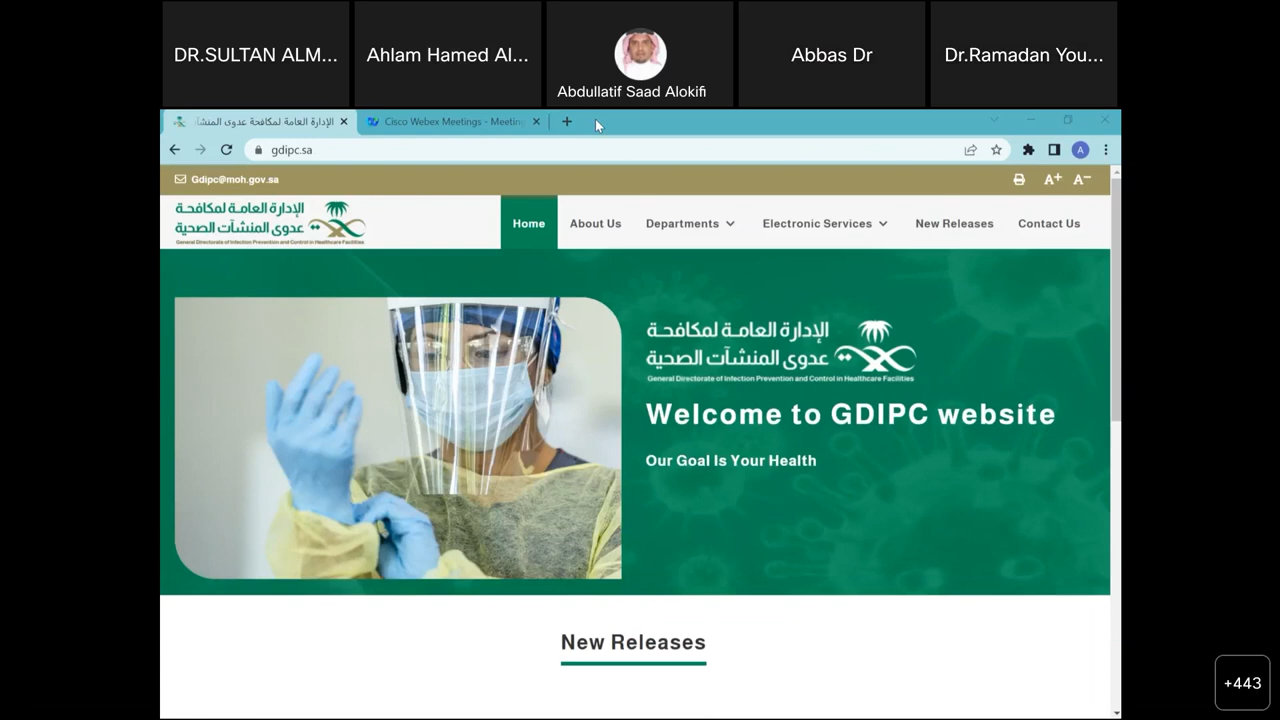 DR.SULTAN ALM...
Ahlam Hamed Al...
Abdullatif Saad Alokifi
Abbas Dr
Dr.Ramadan You...
الإدارة العامة لمكافحة عدوى المنشآ
Cisco Webex Meetings - Meetin
gdipc.sa
A
Gdipc@moh.gov.sa
A+ A−
الإدارة العامة لمكافحة
عدوى المنشآت الصحية
General Directorate of Infection Prevention and Control in Healthcare Facilities
Home
About Us
Departments
Electronic Services
New Releases
Contact Us
الإدارة العامة لمكافحة
عدوى المنشآت الصحية
General Directorate of Infection Prevention and Control in Healthcare Facilities
Welcome to GDIPC website
Our Goal Is Your Health
New Releases
+443